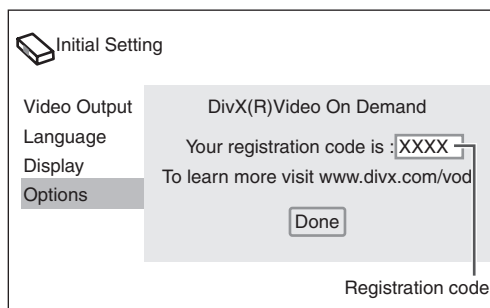 Initial Setting
Video Output
Language
Display
Options
DivX(R)Video On Demand
Your registration code is : XXXX
To learn more visit www.divx.com/vod
Done
Registration code